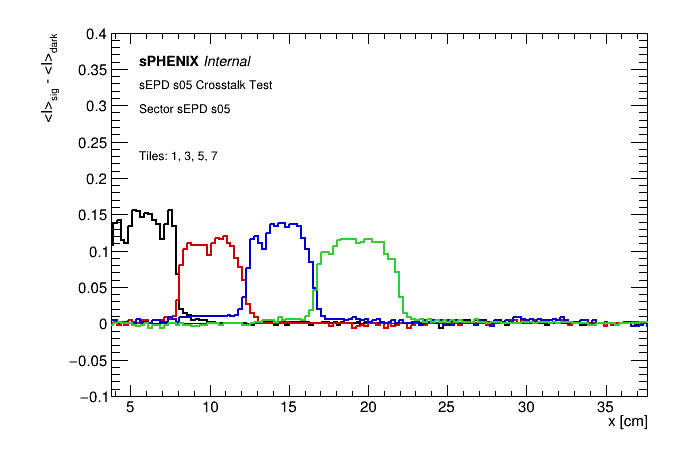 <I>sig - <I>dark
0.4
0.35
0.3
0.25
0.2
0.15
0.1
0.05
0
−0.05
−0.1
sPHENIX Internal
sEPD s05 Crosstalk Test
Sector sEPD s05
Tiles: 1, 3, 5, 7
5 10 15 20 25 30 35
x [cm]